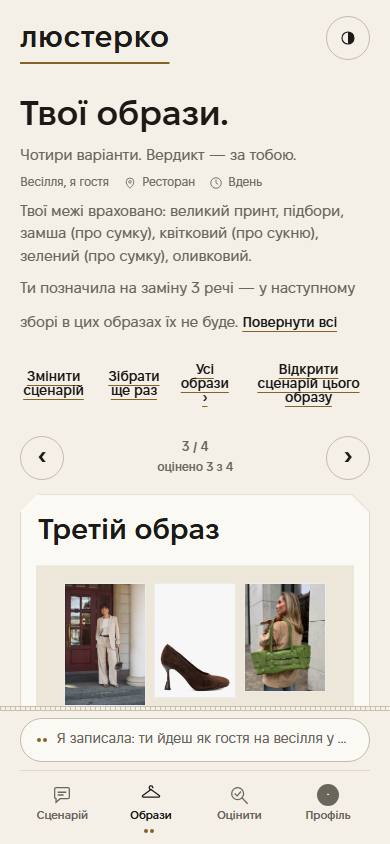 люстерко
Твої образи.
Чотири варіанти. Вердикт — за тобою.
Весілля, я гостя Ресторан Вдень
Твої межі враховано: великий принт, підбори,
замша (про сумку), квітковий (про сукню),
зелений (про сумку), оливковий.
Ти позначила на заміну 3 речі — у наступному
зборі в цих образах їх не буде. Повернути всі
Змінити
сценарій
Зібрати
ще раз
Усі
образи
›
Відкрити
сценарій цього
образу
‹
3 / 4
оцінено 3 з 4
›
Третій образ
Я записала: ти йдеш як гостя на весілля у ...
Сценарій Образи Оцінити Профіль